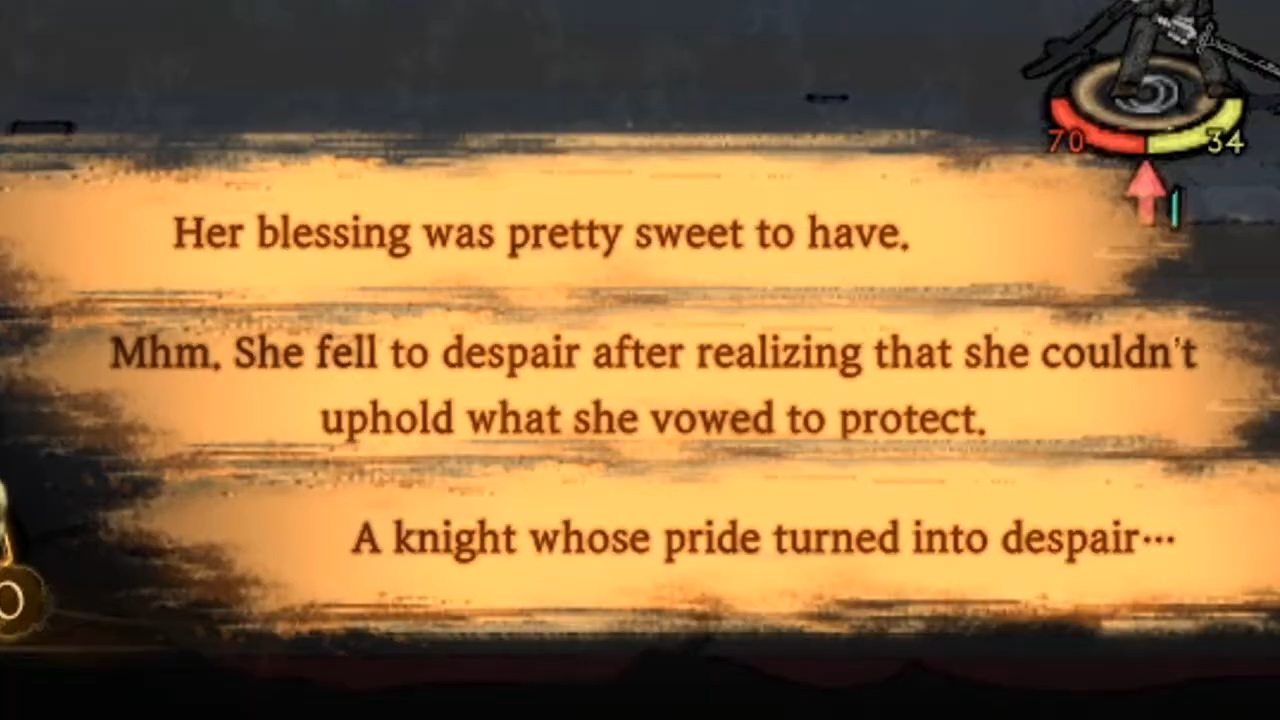 70
34
Her blessing was pretty sweet to have.
Mhm. She fell to despair after realizing that she couldn't
uphold what she vowed to protect.
A knight whose pride turned into despair…